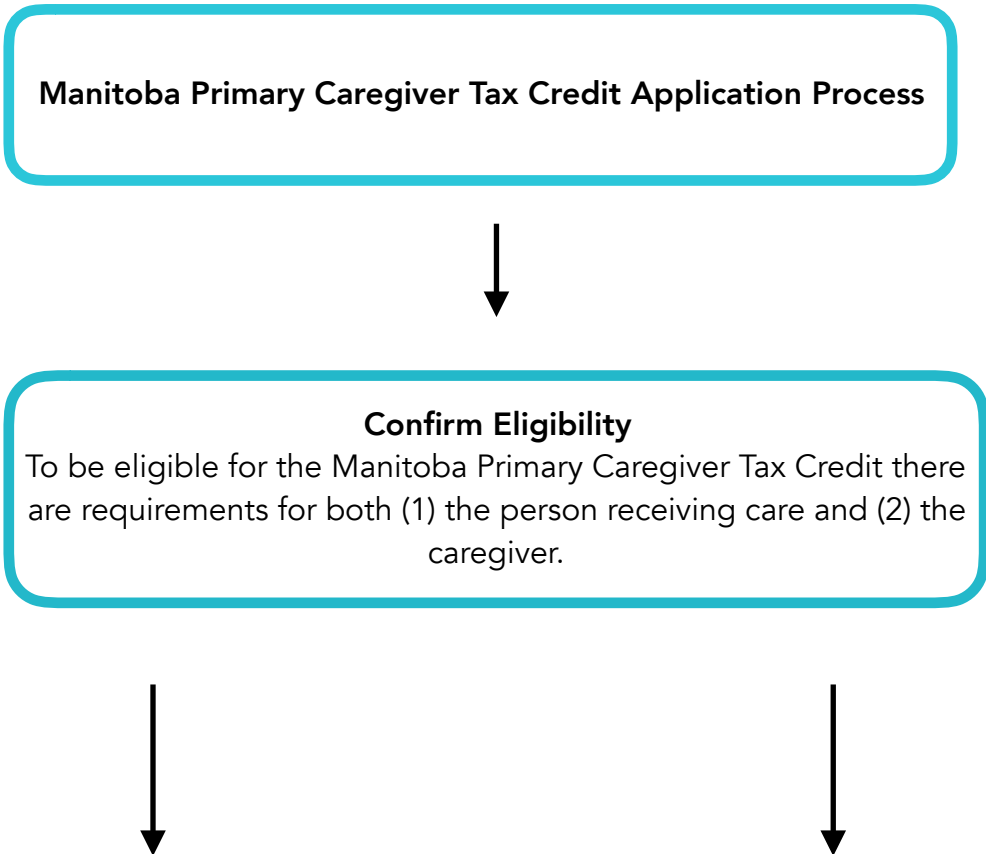 Manitoba Primary Caregiver Tax Credit Application Process
Confirm Eligibility
To be eligible for the Manitoba Primary Caregiver Tax Credit there
are requirements for both (1) the person receiving care and (2) the
caregiver.